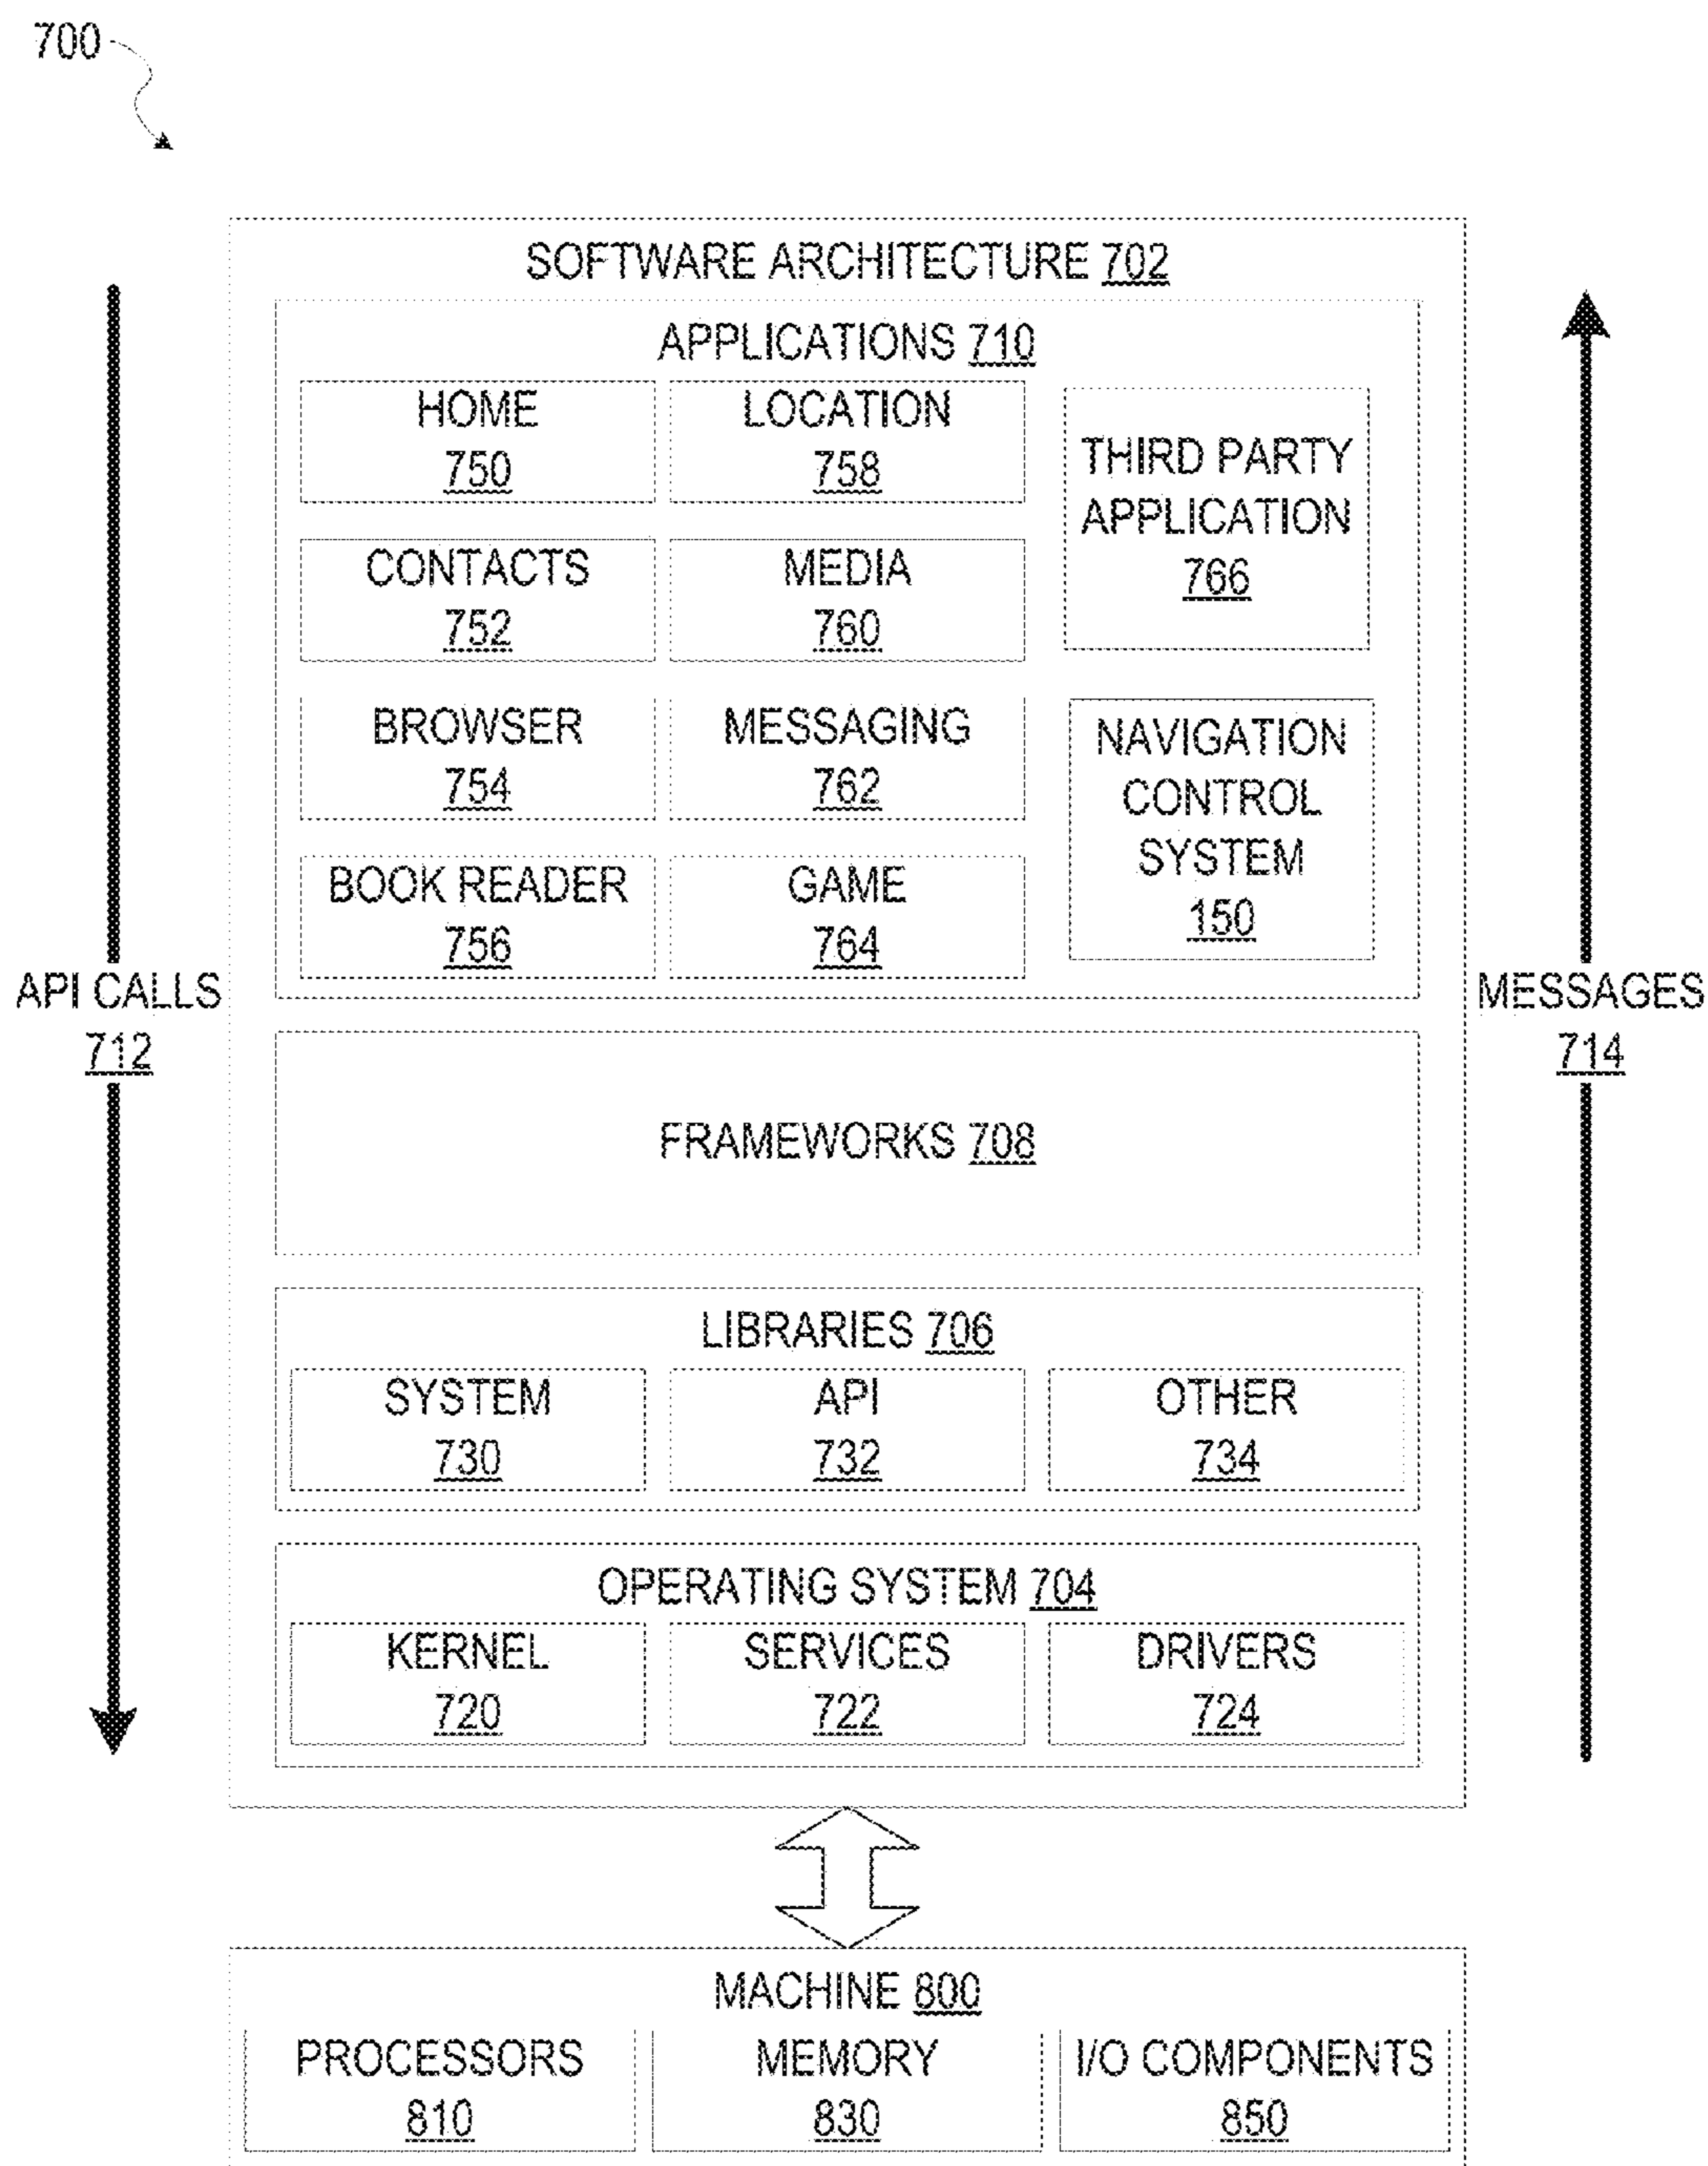 700
SOFTWARE ARCHITECTURE 702
APPLICATIONS 710
HOME
750
LOCATION
758
THIRD PARTY
APPLICATION
766
CONTACTS
752
MEDIA
760
BROWSER
754
MESSAGING
762
NAVIGATION
CONTROL
SYSTEM
150
BOOK READER
756
GAME
764
API CALLS
712
MESSAGES
714
FRAMEWORKS 708
LIBRARIES 706
SYSTEM
730
API
732
OTHER
734
OPERATING SYSTEM 704
KERNEL
720
SERVICES
722
DRIVERS
724
MACHINE 800
PROCESSORS
810
MEMORY
830
I/O COMPONENTS
850